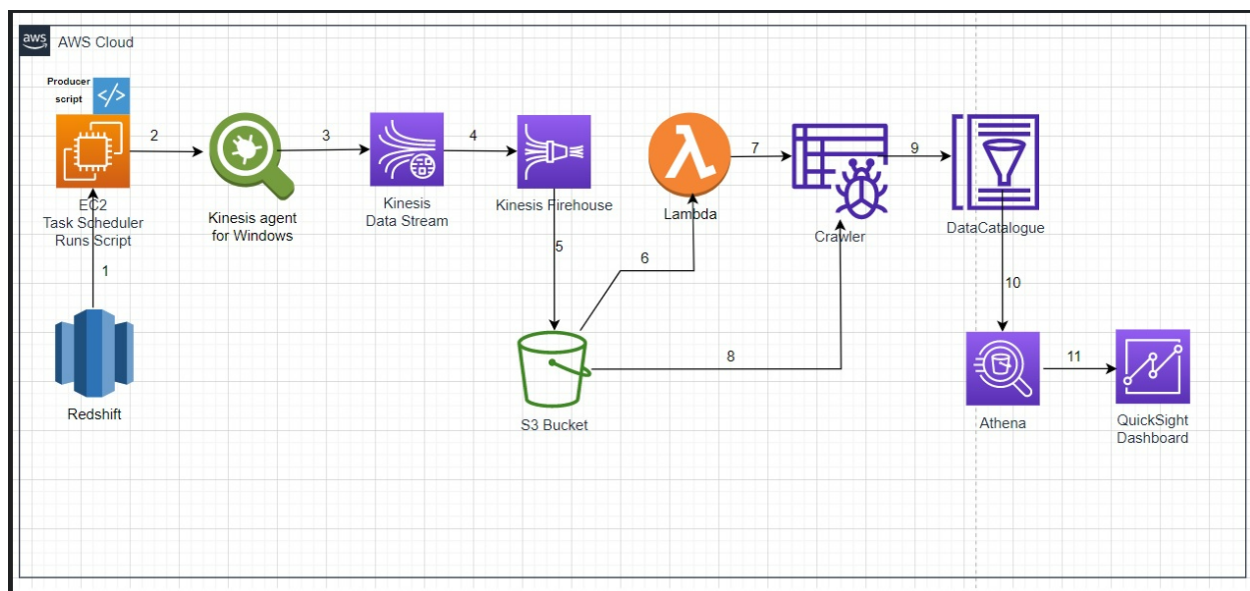 aws
AWS Cloud
Producer
script
2
3
4
7
9
EC2
Task Scheduler
Runs Script
Kinesis agent
for Windows
Kinesis
Data Stream
Kinesis Firehouse
Lambda
Crawler
DataCatalogue
1
5
6
10
8
11
Redshift
S3 Bucket
Athena
QuickSight
Dashboard